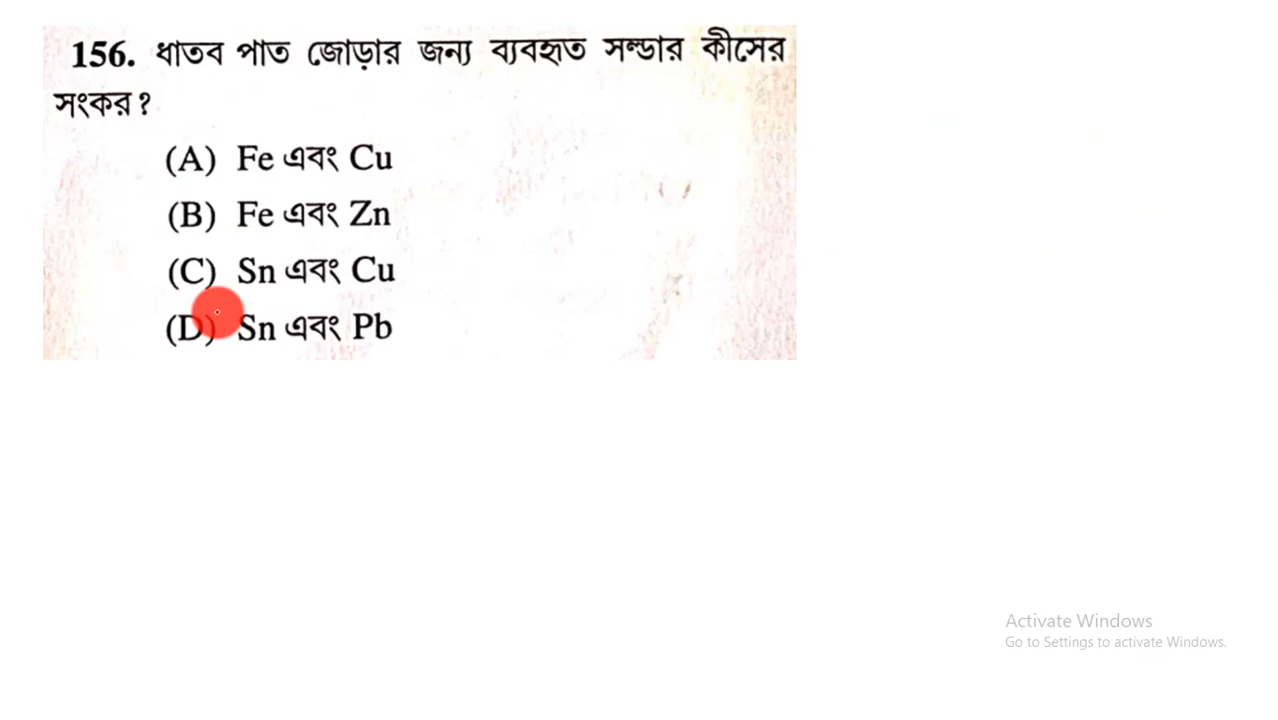 156. ধাতব পাত জোড়ার জন্য ব্যবহৃত সল্ডার কীসের
সংকর?
(A) Fe এবং Cu
(B) Fe এবং Zn
(C) Sn এবং Cu
(D) Sn এবং Pb
Activate Windows
Go to Settings to activate Windows.